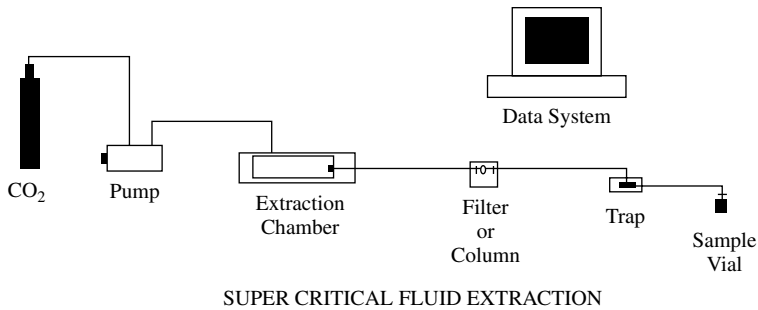 Data System
CO₂
Pump
Extraction
Chamber
Filter
or
Column
Trap
Sample
Vial
SUPER CRITICAL FLUID EXTRACTION